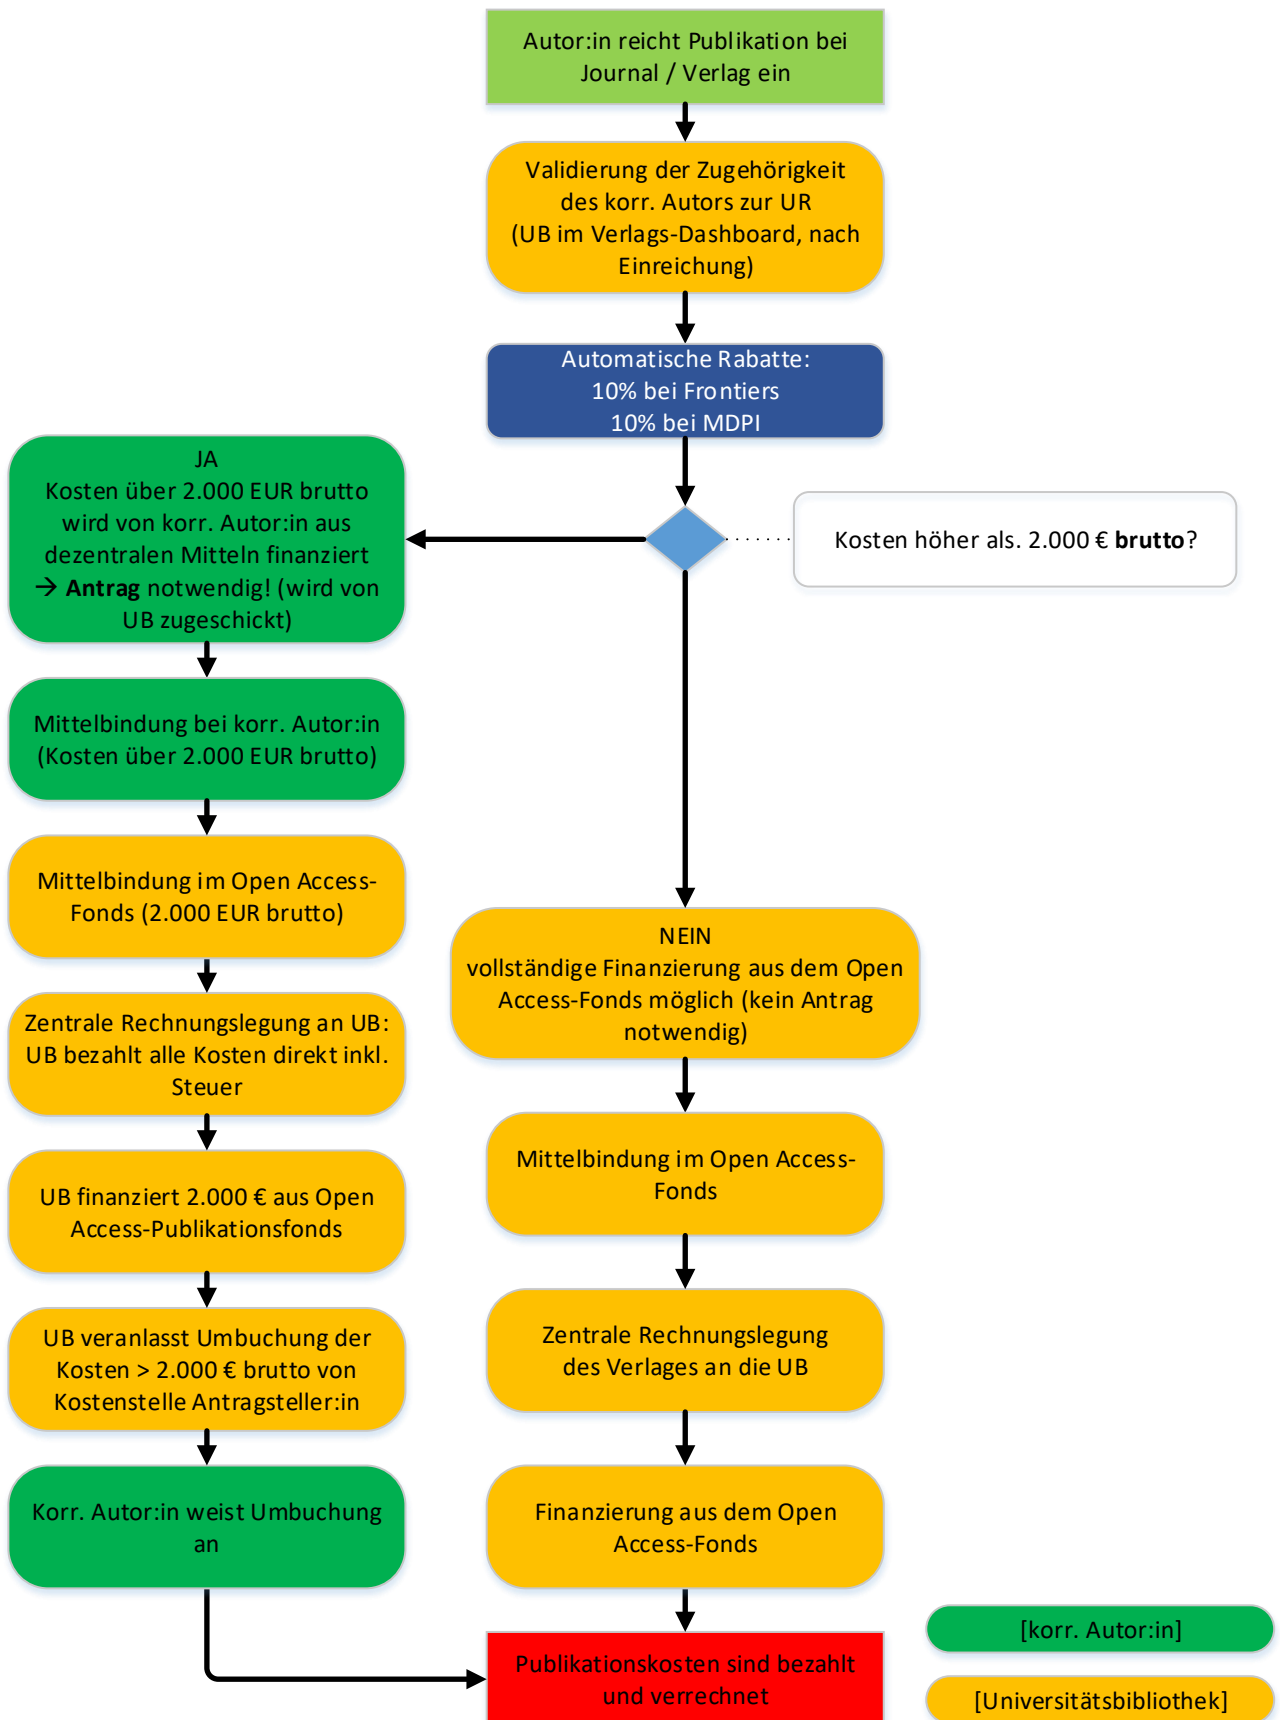 Autor:in reicht Publikation bei
Journal / Verlag ein
Validierung der Zugehörigkeit
des korr. Autors zur UR
(UB im Verlags-Dashboard, nach
Einreichung)
Automatische Rabatte:
10% bei Frontiers
10% bei MDPI
Kosten höher als. 2.000 € brutto?
JA
Kosten über 2.000 EUR brutto
wird von korr. Autor:in aus
dezentralen Mitteln finanziert
→ Antrag notwendig! (wird von
UB zugeschickt)
Mittelbindung bei korr. Autor:in
(Kosten über 2.000 EUR brutto)
Mittelbindung im Open Access-
Fonds (2.000 EUR brutto)
Zentrale Rechnungslegung an UB:
UB bezahlt alle Kosten direkt inkl.
Steuer
UB finanziert 2.000 € aus Open
Access-Publikationsfonds
UB veranlasst Umbuchung der
Kosten > 2.000 € brutto von
Kostenstelle Antragsteller:in
Korr. Autor:in weist Umbuchung
an
NEIN
vollständige Finanzierung aus dem Open
Access-Fonds möglich (kein Antrag
notwendig)
Mittelbindung im Open Access-
Fonds
Zentrale Rechnungslegung
des Verlages an die UB
Finanzierung aus dem Open
Access-Fonds
Publikationskosten sind bezahlt
und verrechnet
[korr. Autor:in]
[Universitätsbibliothek]